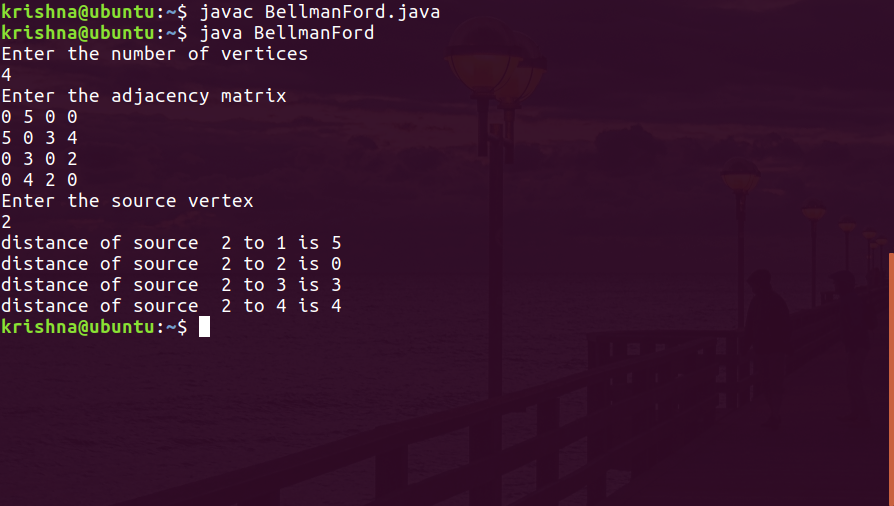 krishna@ubuntu:~$ javac BellmanFord.java
krishna@ubuntu:~$ java BellmanFord
Enter the number of vertices
4
Enter the adjacency matrix
0 5 0 0
5 0 3 4
0 3 0 2
0 4 2 0
Enter the source vertex
2
distance of source  2 to 1 is 5
distance of source  2 to 2 is 0
distance of source  2 to 3 is 3
distance of source  2 to 4 is 4
krishna@ubuntu:~$